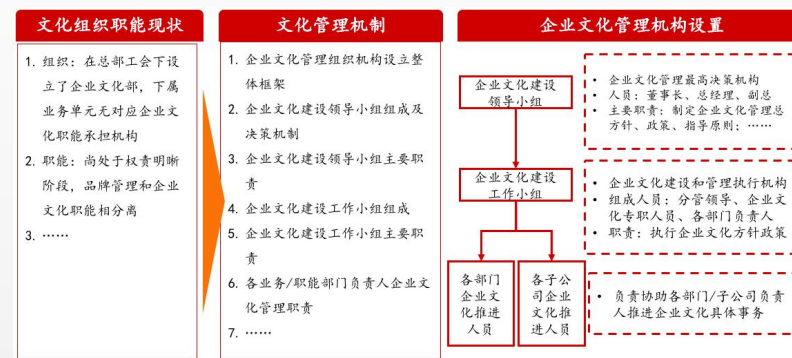 文化组织职能现状
1. 组织：在总部工会下设
立了企业文化部，下属
业务单元无对应企业文
化职能承担机构
2. 职能：尚处于权责明晰
阶段，品牌管理和企业
文化职能相分离
3. ……
文化管理机制
1. 企业文化管理组织机构设立整
体框架
2. 企业文化建设领导小组组成及
决策机制
3. 企业文化建设领导小组主要职
责
4. 企业文化建设工作小组组成
5. 企业文化建设工作小组主要职
责
6. 各业务/职能部门负责人企业文
化管理职责
7. ……
企业文化管理机构设置
企业文化建设
领导小组
• 企业文化管理最高决策机构
• 人员：董事长、总经理、副总
• 主要职责：制定企业文化管理总
方针、政策、指导原则；……
企业文化建设
工作小组
• 企业文化建设和管理执行机构
• 组成人员：分管领导、企业文
化专职人员、各部门负责人
• 职责：执行企业文化方针政策
各部门
企业文
化推进
人员
各子公
司企业
文化推
进人员
• 负责协助各部门/子公司负责
人推进企业文化具体事务